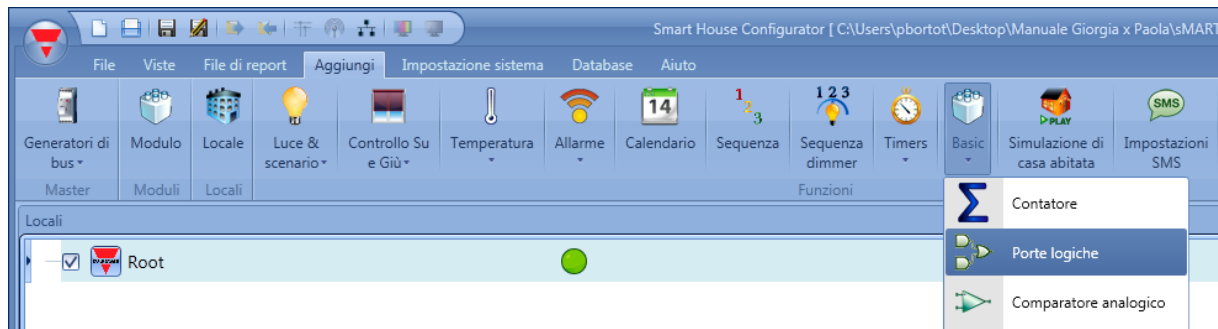 Smart House Configurator [ C:\Users\pbortot\Desktop\Manuale Giorgia x Paola\sMART
File Viste File di report Aggiungi Impostazione sistema Database Aiuto
14 1 2 3 1 2 3 PLAY SMS
Generatori di bus Modulo Locale Luce & scenario Controllo Su e Giù Temperatura Allarme Calendario Sequenza Sequenza dimmer Timers Basic Simulazione di casa abitata Impostazioni SMS
Master Moduli Locali Funzioni
Locali
Contatore
Root
Porte logiche
Comparatore analogico